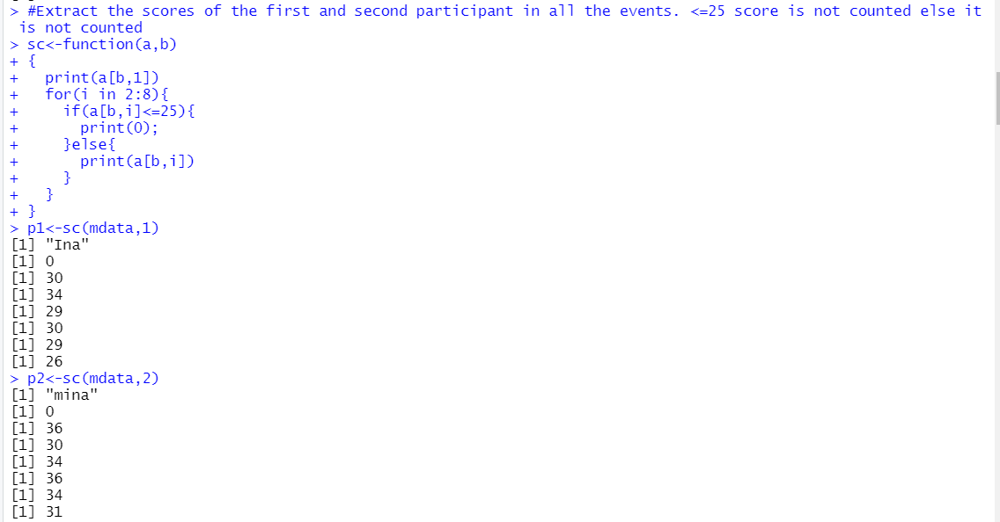 > #Extract the scores of the first and second participant in all the events. <=25 score is not counted else it
 is not counted
> sc<-function(a,b)
+ {
+   print(a[b,1])
+   for(i in 2:8){
+     if(a[b,i]<=25){
+       print(0);
+     }else{
+       print(a[b,i])
+     }
+   }
+ }
> p1<-sc(mdata,1)
[1] "Ina"
[1] 0
[1] 30
[1] 34
[1] 29
[1] 30
[1] 29
[1] 26
> p2<-sc(mdata,2)
[1] "mina"
[1] 0
[1] 36
[1] 30
[1] 34
[1] 36
[1] 34
[1] 31